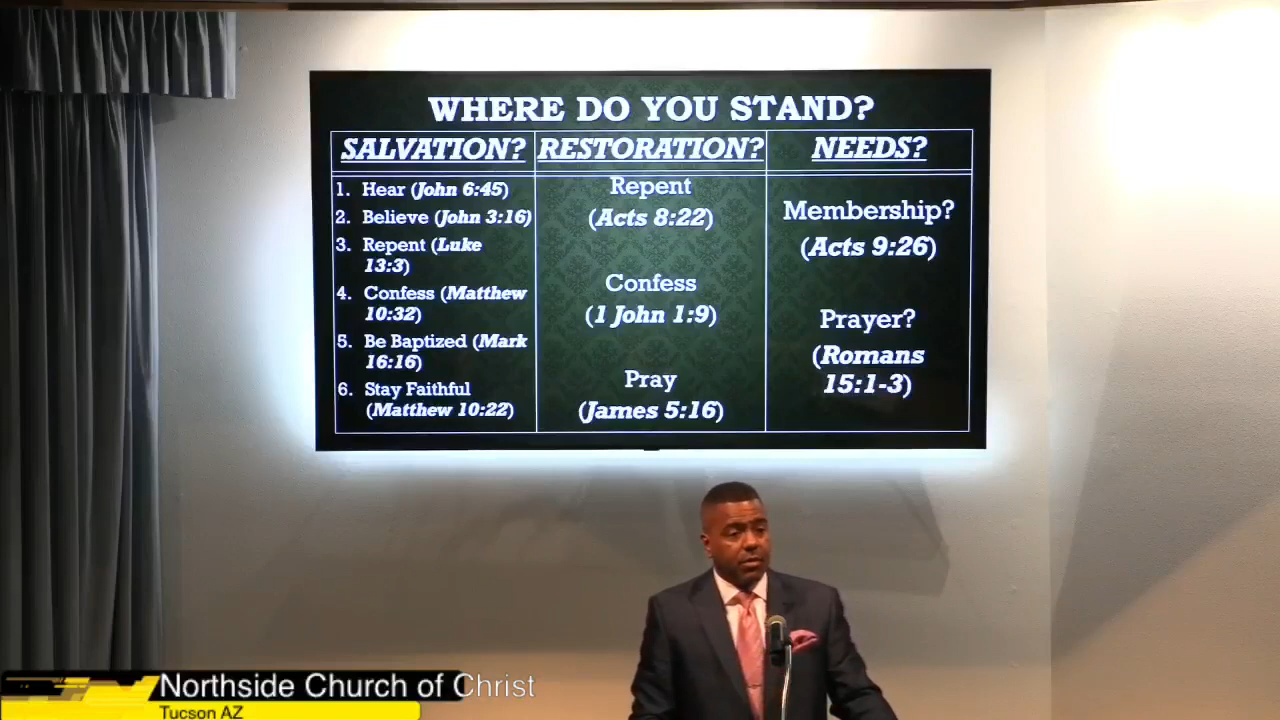 WHERE DO YOU STAND?
SALVATION?
1. Hear (John 6:45)
2. Believe (John 3:16)
3. Repent (Luke
13:3)
4. Confess (Matthew
10:32)
5. Be Baptized (Mark
16:16)
6. Stay Faithful
(Matthew 10:22)
RESTORATION?
Repent
(Acts 8:22)
Confess
(1 John 1:9)
Pray
(James 5:16)
NEEDS?
Membership?
(Acts 9:26)
Prayer?
(Romans
15:1-3)
Northside Church of Christ
Tucson AZ